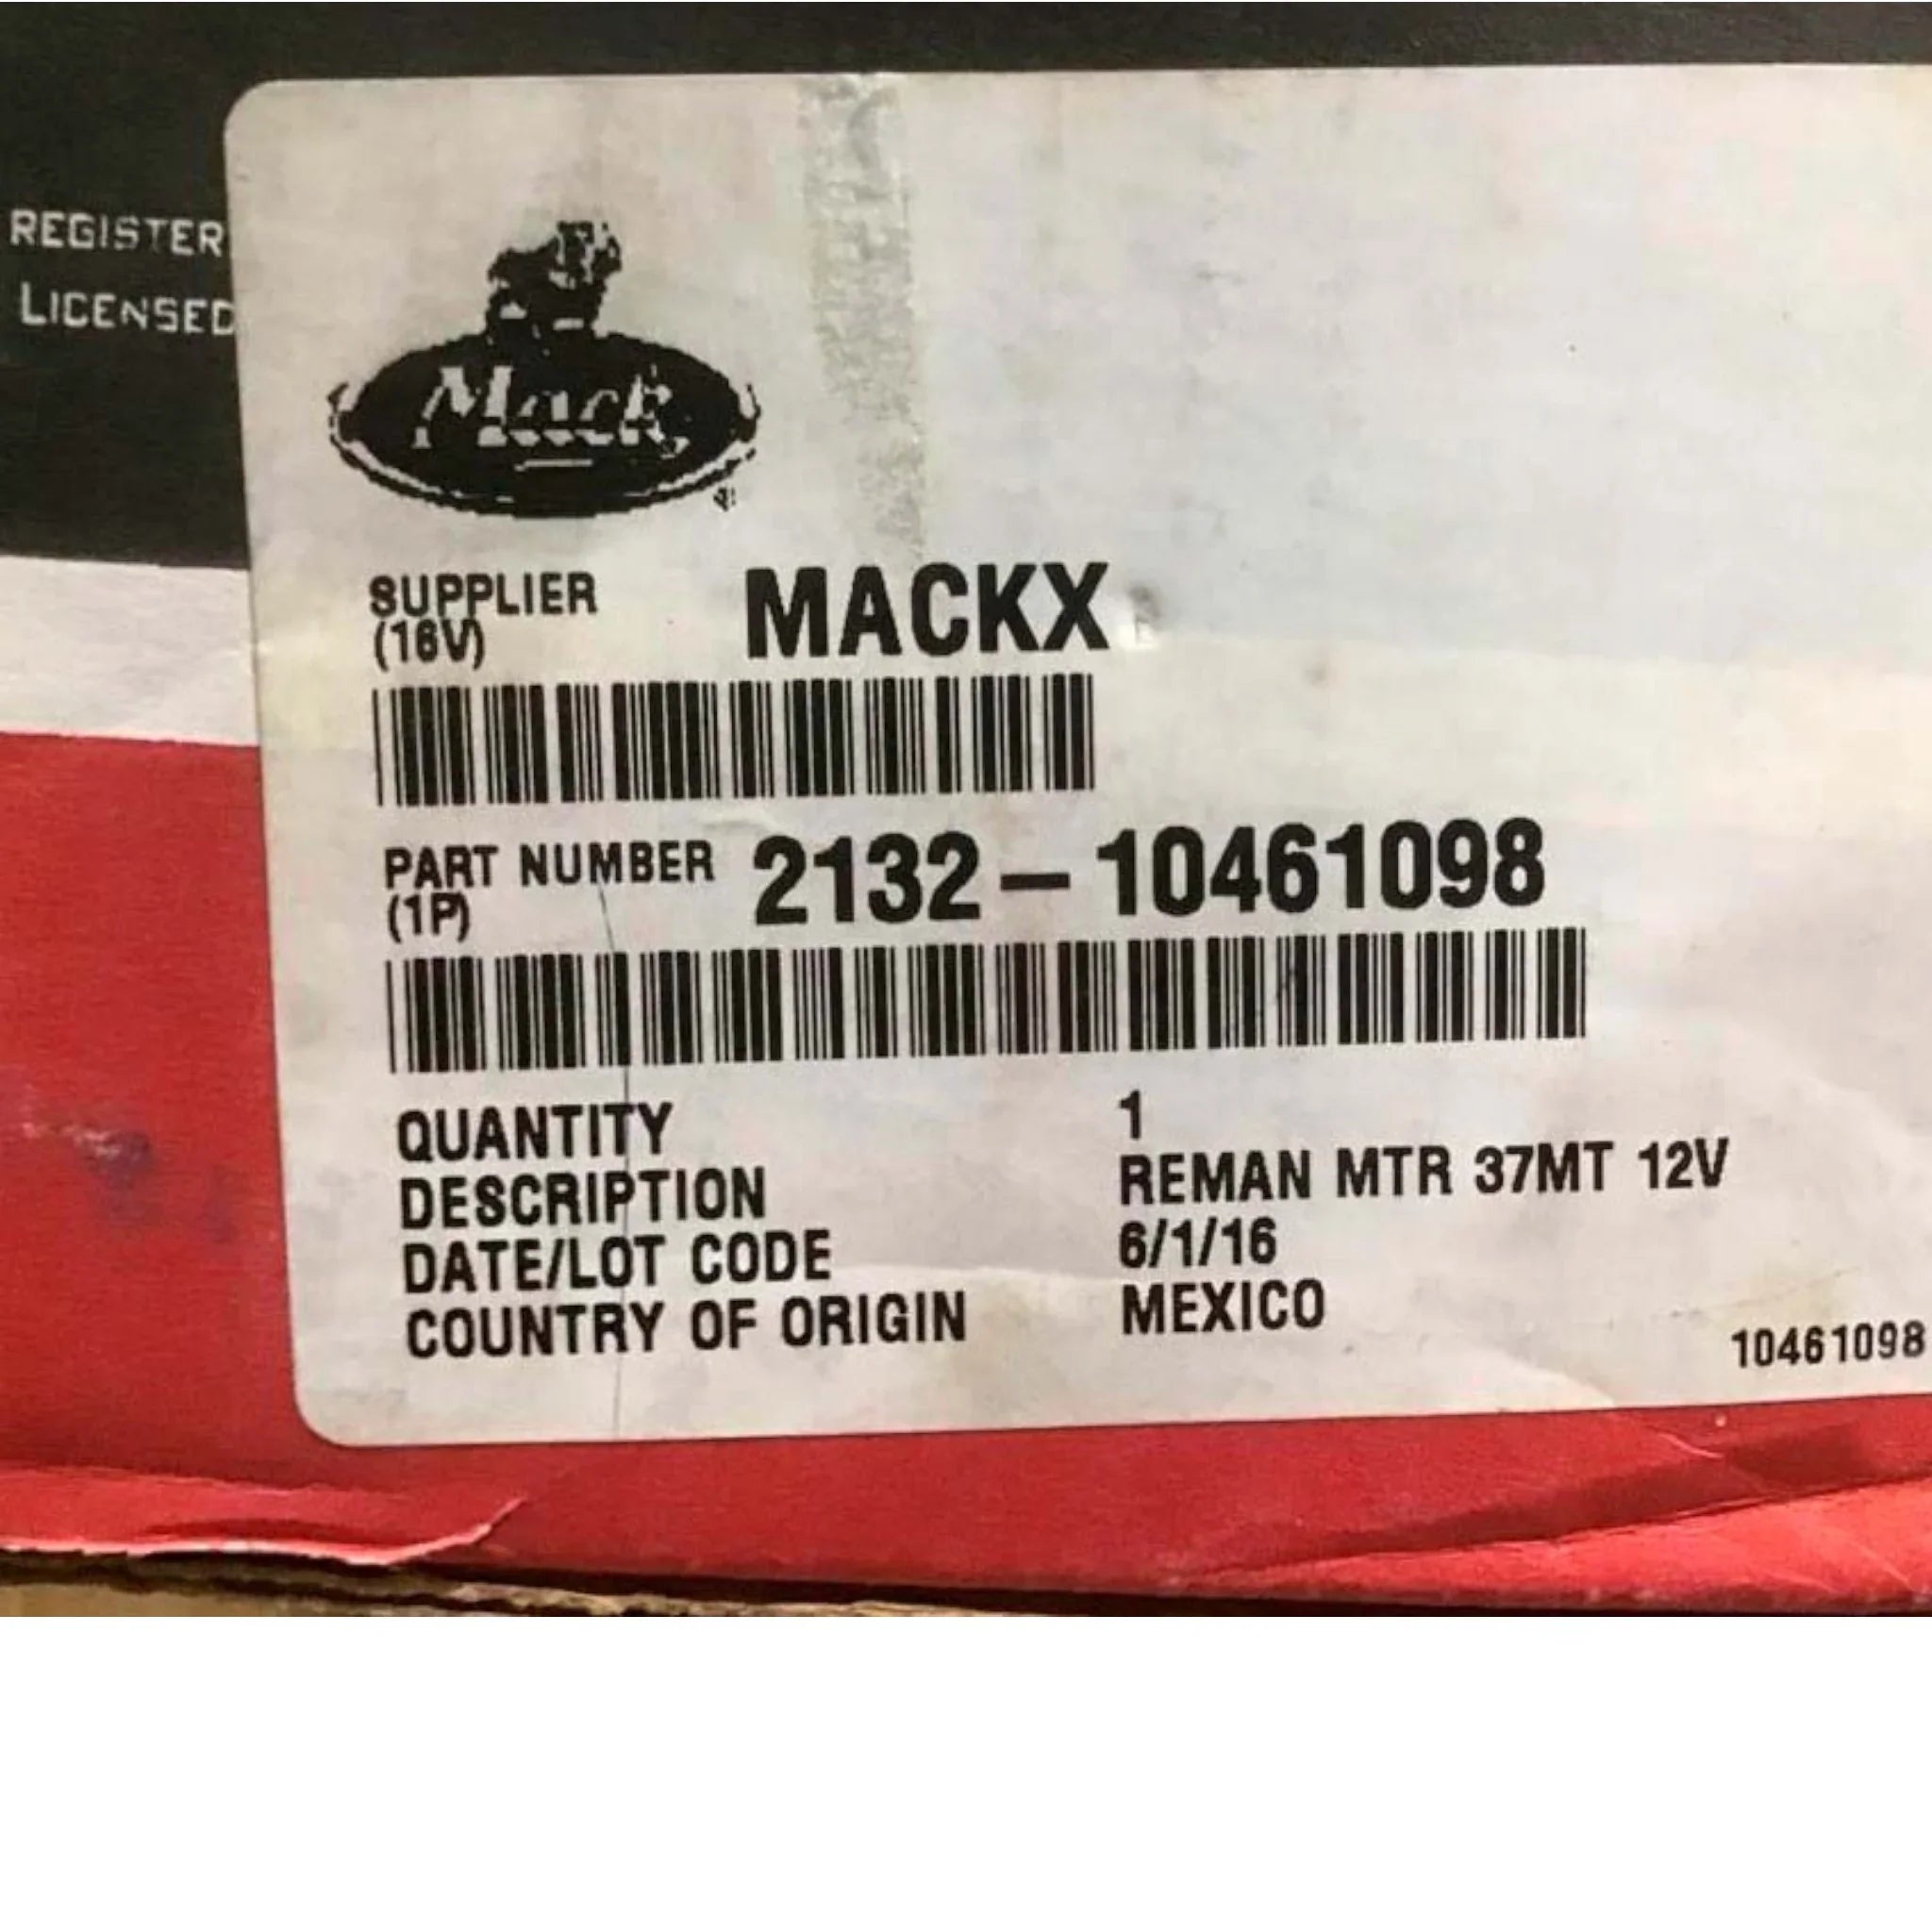 REGISTER
LICENSED
Mack
SUPPLIER MACKX
(16V)
PART NUMBER 2132-10461098
(1P)
QUANTITY 1
DESCRIPTION REMAN MTR 37MT 12V
DATE/LOT CODE 6/1/16
COUNTRY OF ORIGIN MEXICO
10461098